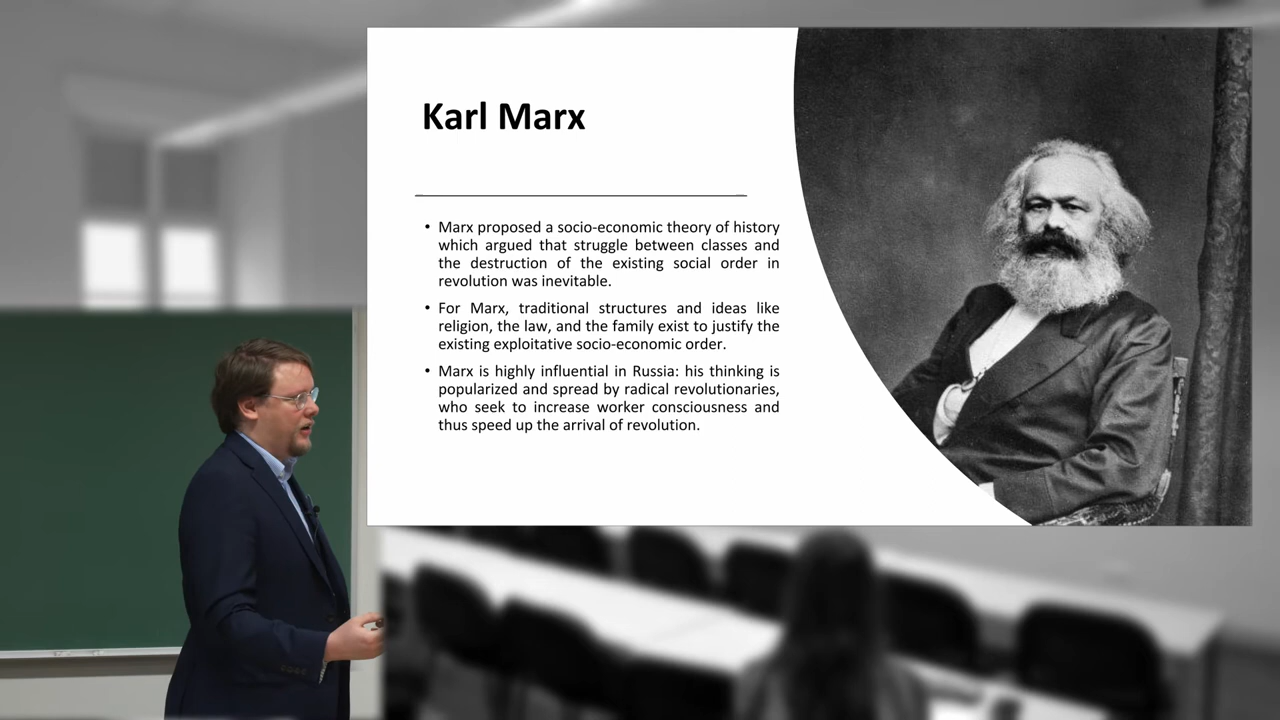 Karl Marx
• Marx proposed a socio-economic theory of history
which argued that struggle between classes and
the destruction of the existing social order in
revolution was inevitable.
• For Marx, traditional structures and ideas like
religion, the law, and the family exist to justify the
existing exploitative socio-economic order.
• Marx is highly influential in Russia: his thinking is
popularized and spread by radical revolutionaries,
who seek to increase worker consciousness and
thus speed up the arrival of revolution.